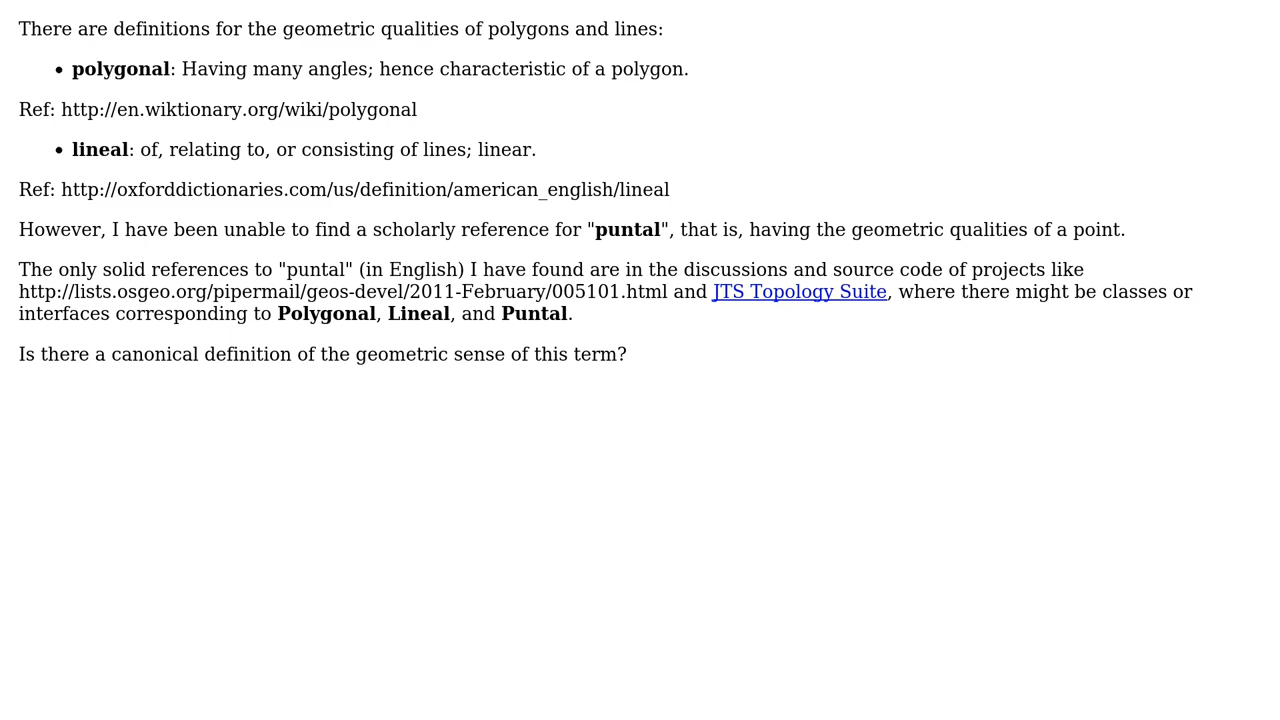 There are definitions for the geometric qualities of polygons and lines:
• polygonal: Having many angles; hence characteristic of a polygon.
Ref: http://en.wiktionary.org/wiki/polygonal
• lineal: of, relating to, or consisting of lines; linear.
Ref: http://oxforddictionaries.com/us/definition/american_english/lineal
However, I have been unable to find a scholarly reference for "puntal", that is, having the geometric qualities of a point.
The only solid references to "puntal" (in English) I have found are in the discussions and source code of projects like
http://lists.osgeo.org/pipermail/geos-devel/2011-February/005101.html and JTS Topology Suite, where there might be classes or
interfaces corresponding to Polygonal, Lineal, and Puntal.
Is there a canonical definition of the geometric sense of this term?